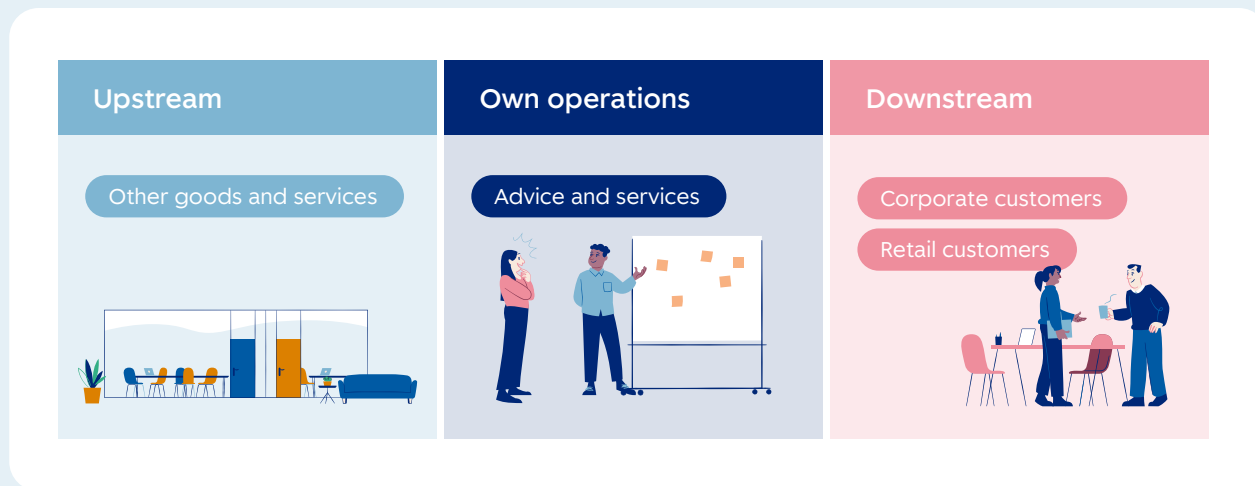 Upstream
Other goods and services
Own operations
Advice and services
Downstream
Corporate customers
Retail customers